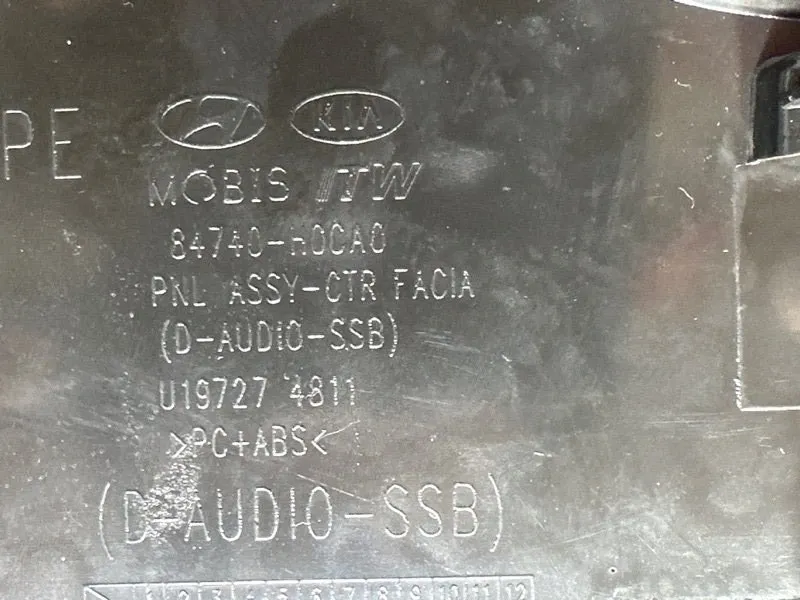 PE
KIA
MOBIS ITW
84740-H0CA0
PNL ASSY-CTR FACIA
(D-AUDIO-SSB)
U19727 4811
>PC+ABS<
(D-AUDIO-SSB)
1 2 3 4 5 6 7 8 9 10 11 12